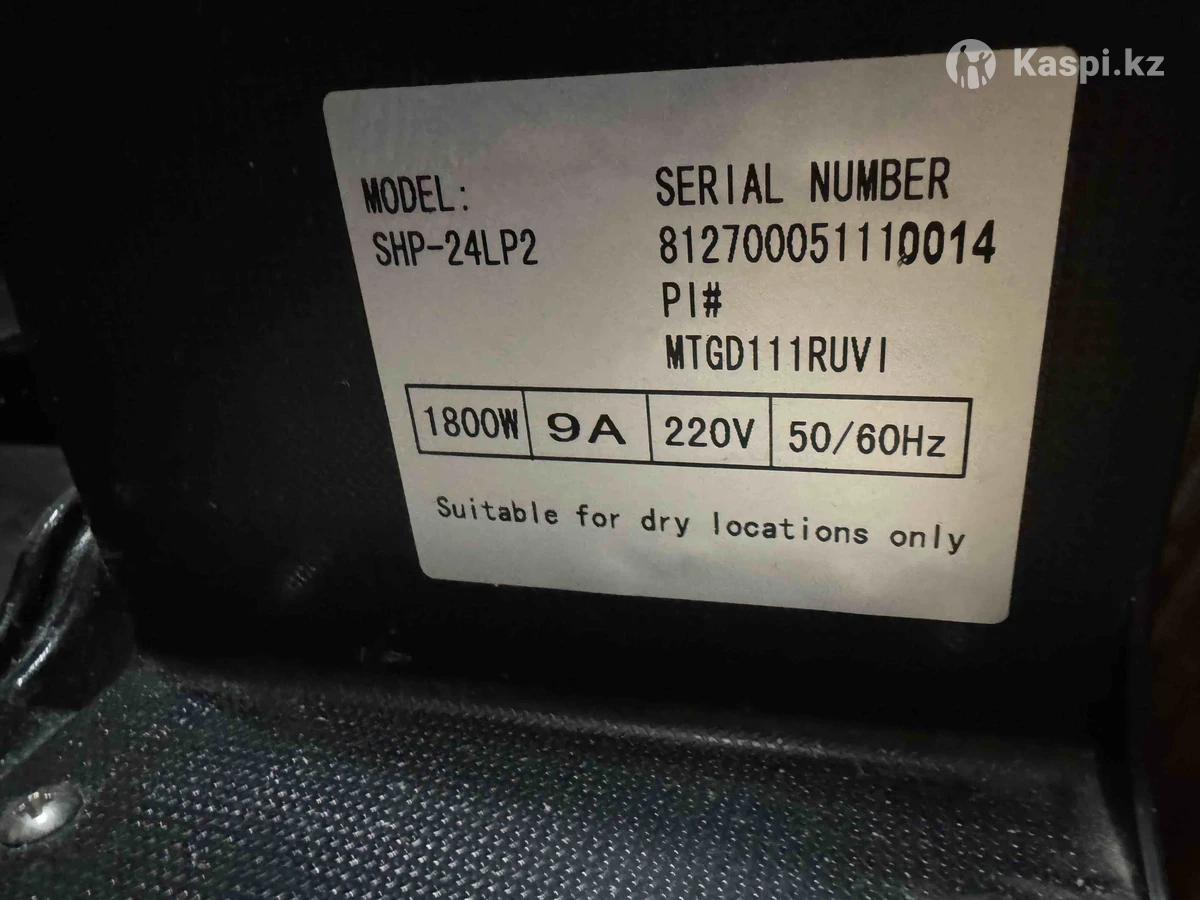 Kaspi.kz
MODEL:
SHP-24LP2
SERIAL NUMBER
8127000511110014
PI#
MTGD111RUVI
1800W 9A 220V 50/60Hz
Suitable for dry locations only